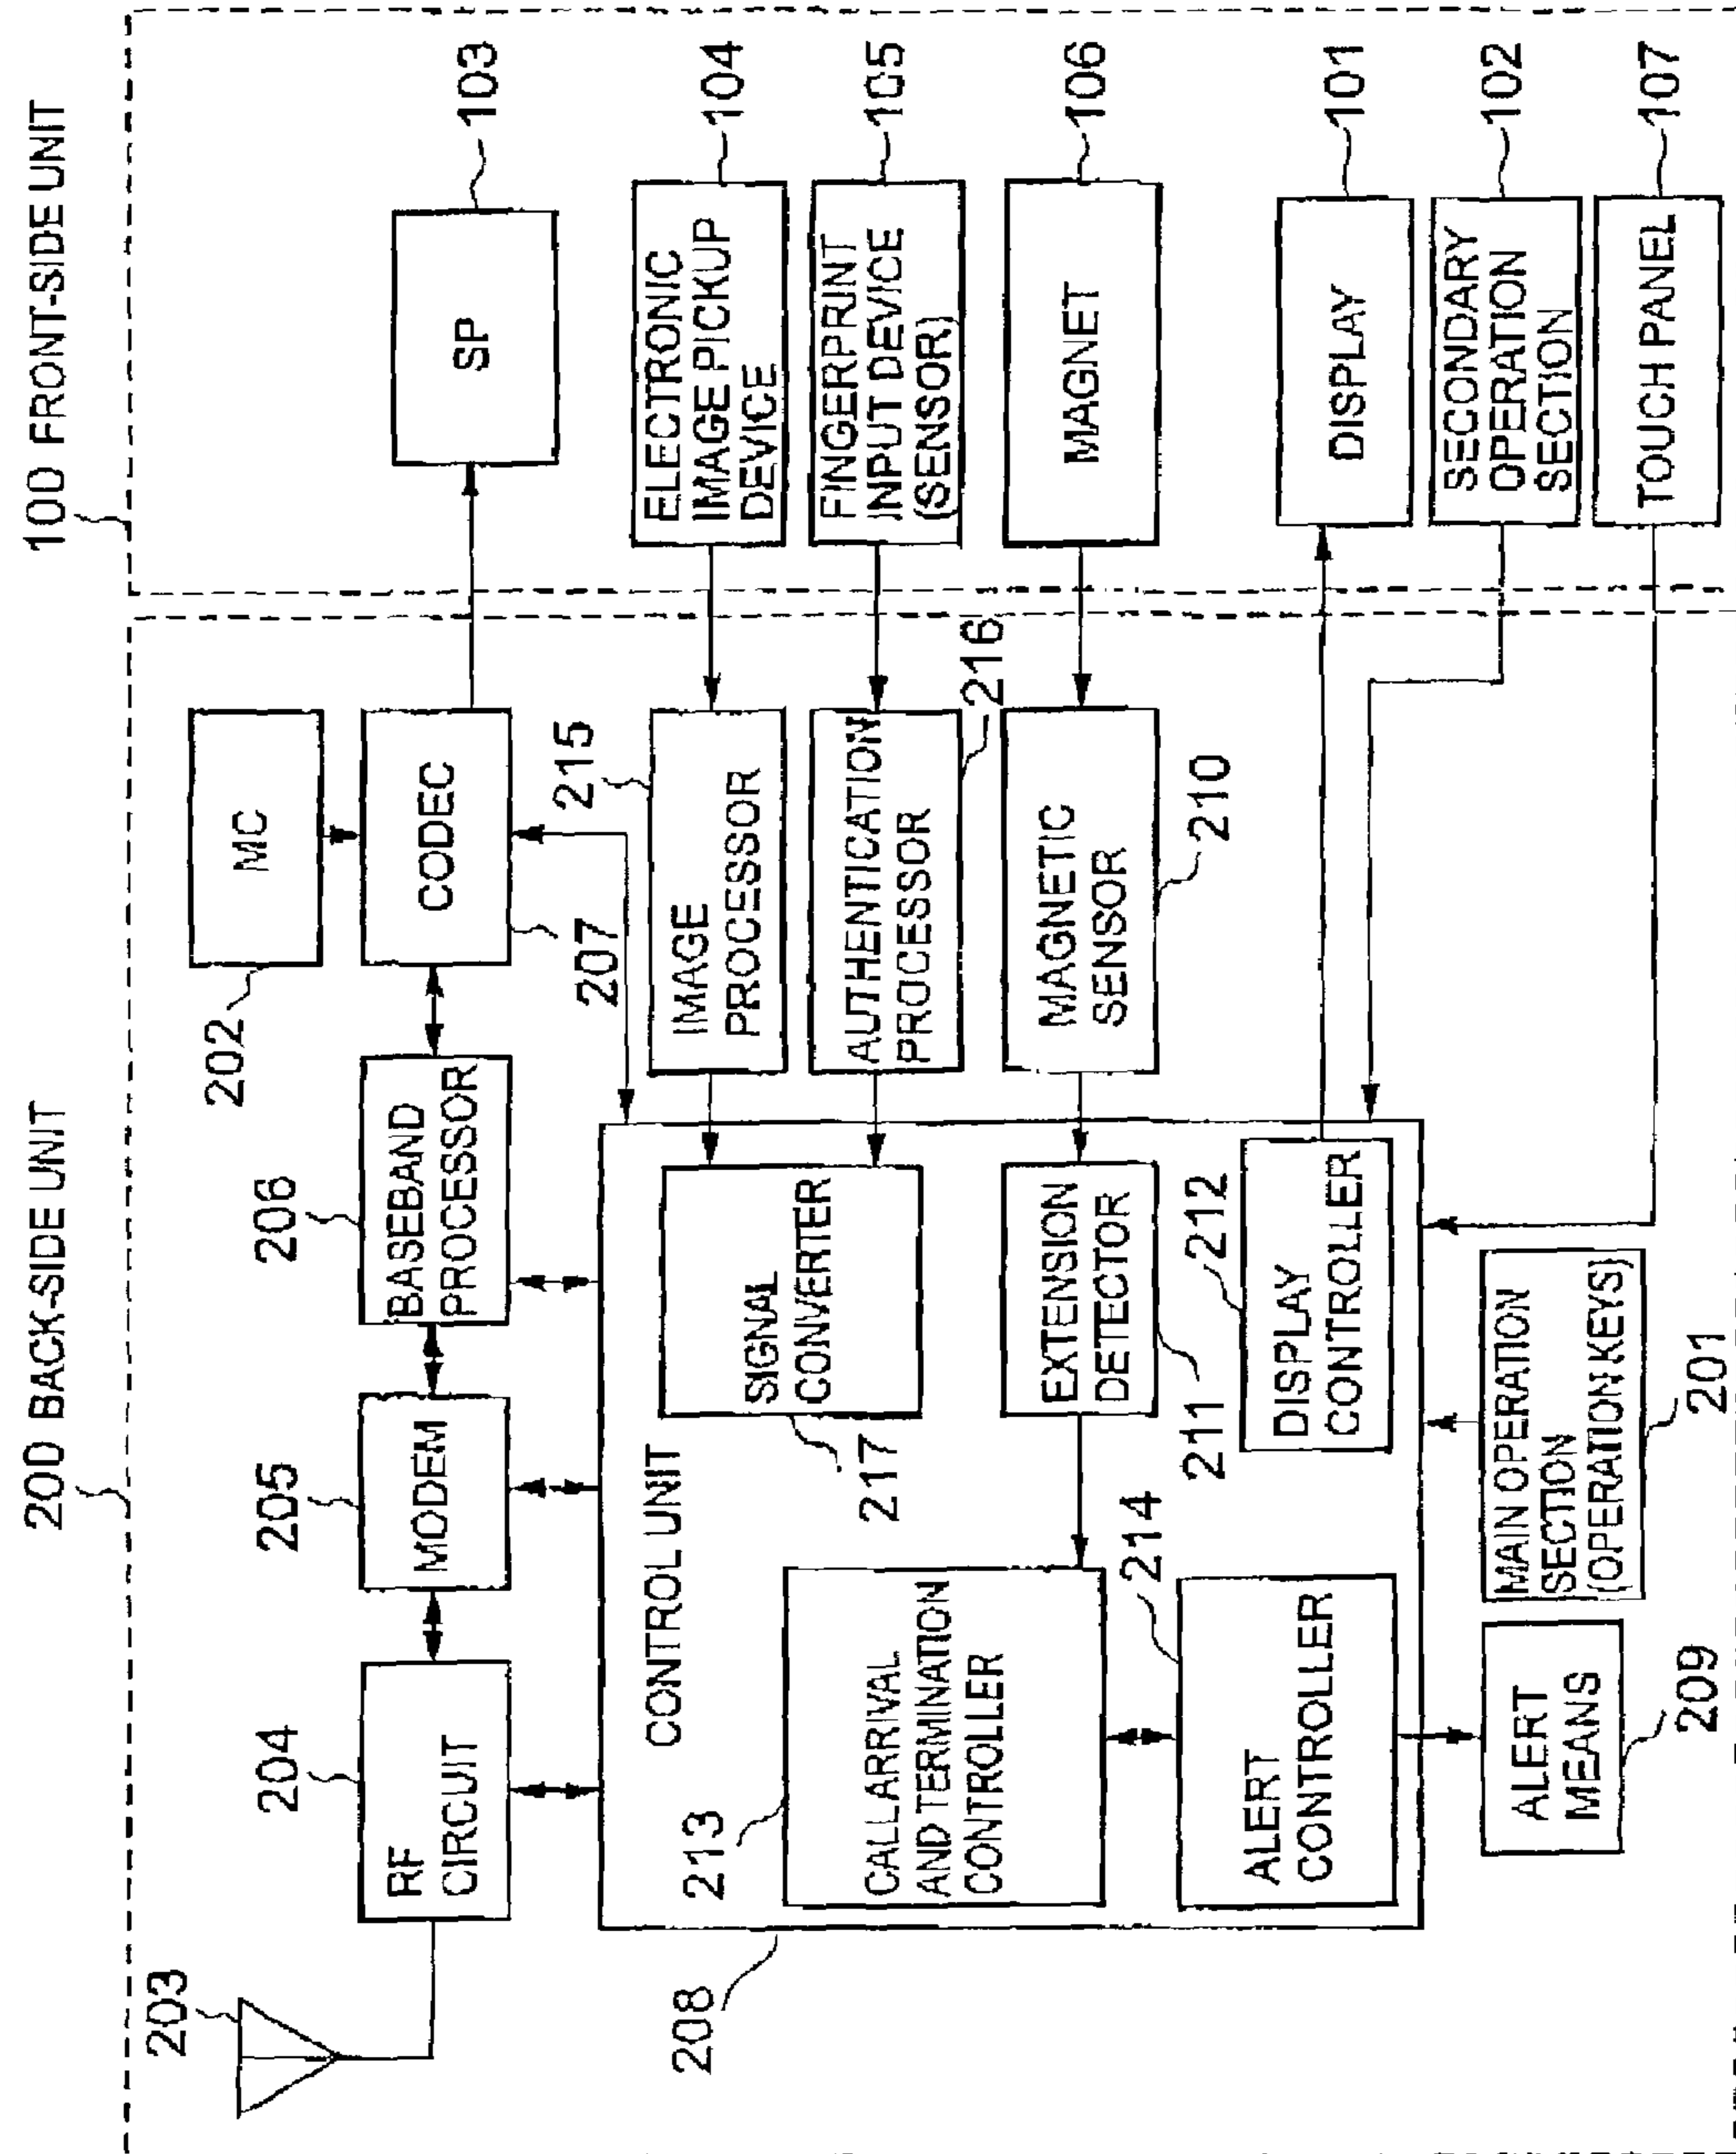 200 BACK-SIDE UNIT
100 FRONT-SIDE UNIT
203
204
RF
CIRCUIT
205
MODEM
206
BASEBAND
PROCESSOR
202
MC
CODEC
207
SP
103
208
CONTROL UNIT
215
IMAGE
PROCESSOR
ELECTRONIC
IMAGE PICKUP
DEVICE
104
SIGNAL
CONVERTER
217
AUTHENTICATION
PROCESSOR
216
FINGERPRINT
INPUT DEVICE
(SENSOR)
105
213
CALL ARRIVAL
AND TERMINATION
CONTROLLER
EXTENSION
DETECTOR
211
MAGNETIC
SENSOR
210
MAGNET
106
214
ALERT
CONTROLLER
212
DISPLAY
CONTROLLER
DISPLAY
101
SECONDARY
OPERATION
SECTION
102
TOUCH PANEL
107
ALERT
MEANS
209
MAIN OPERATION
SECTION
(OPERATION KEYS)
201